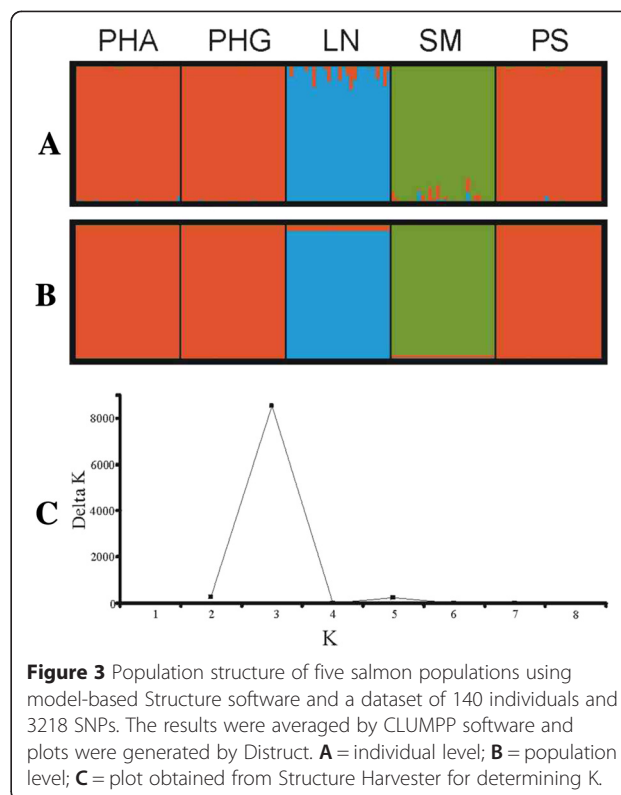 PHA PHG LN SM PS
A
B
8000
6000
4000
2000
0
Delta K
C
1 2 3 4 5 6 7 8
K
Figure 3 Population structure of five salmon populations using
model-based Structure software and a dataset of 140 individuals and
3218 SNPs. The results were averaged by CLUMPP software and
plots were generated by Distruct. A = individual level; B = population
level; C = plot obtained from Structure Harvester for determining K.